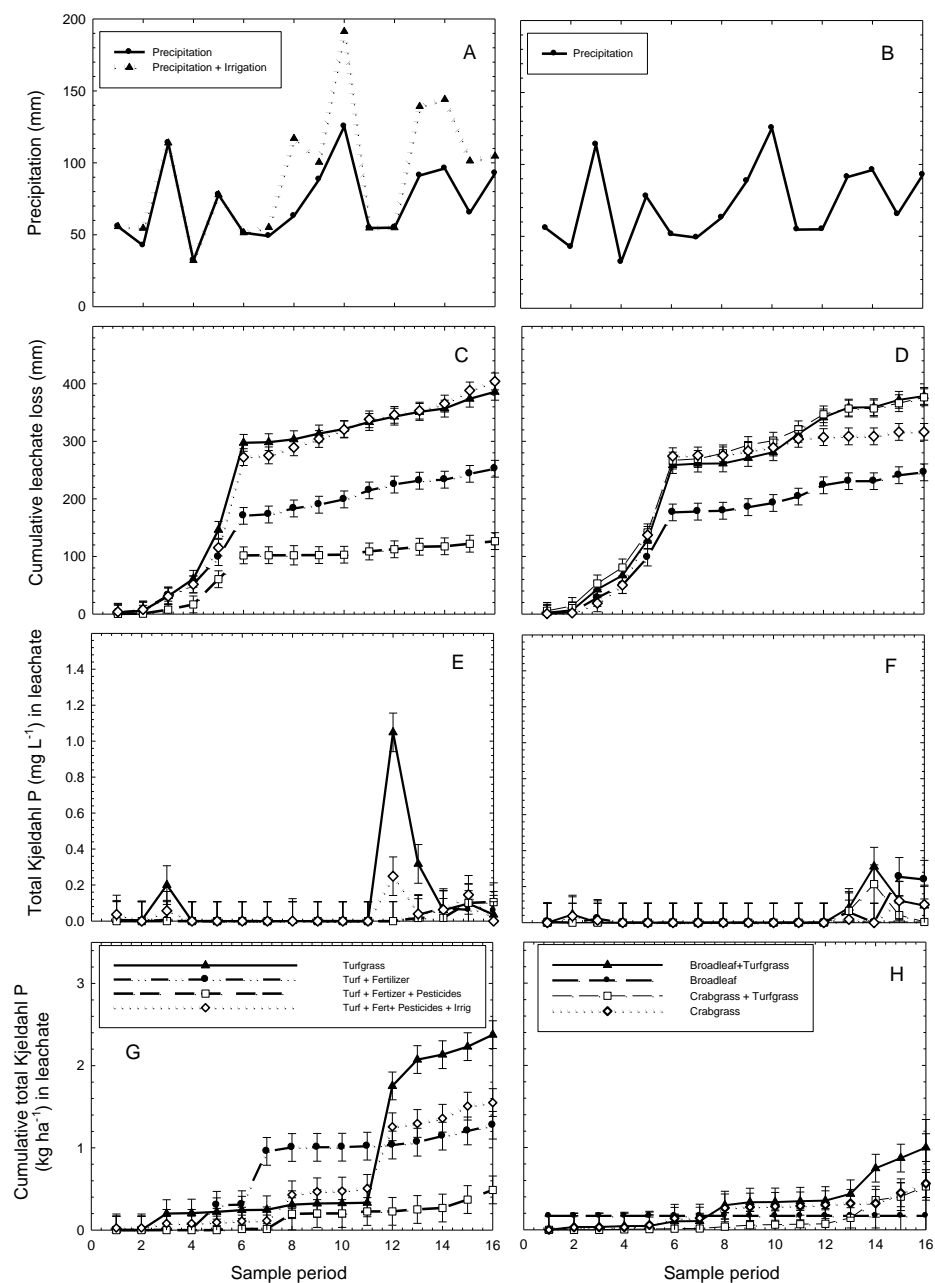 Precipitation (mm)
200
150
100
50
0
Precipitation
Precipitation + Irrigation
A
Precipitation
B
Cumulative leachate loss (mm)
400
300
200
100
0
C
D
Total Kjeldahl P (mg L-1) in leachate
1.4
1.2
1.0
0.8
0.6
0.4
0.2
0.0
E
F
Cumulative total Kjeldahl P
(kg ha-1) in leachate
3
2
1
0
Turfgrass
Turf + Fertilizer
Turf + Fertizer + Pesticides
Turf + Fert+ Pesticides + Irrig
G
Broadleaf+Turfgrass
Broadleaf
Crabgrass + Turfgrass
Crabgrass
H
0 2 4 6 8 10 12 14 16
0 2 4 6 8 10 12 14 16
Sample period
Sample period